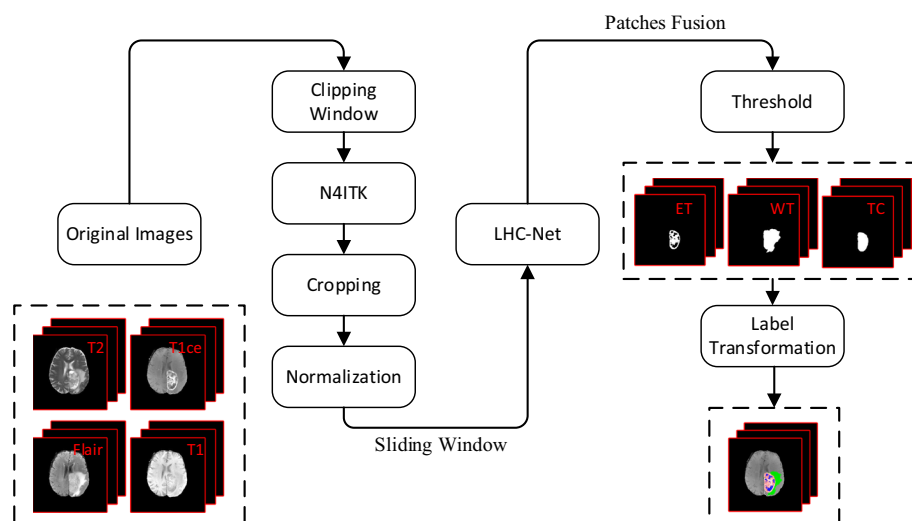 Original Images
T2
T1ce
Flair
T1
Clipping
Window
N4ITK
Cropping
Normalization
Sliding Window
LHC-Net
Patches Fusion
Threshold
ET
WT
TC
Label
Transformation